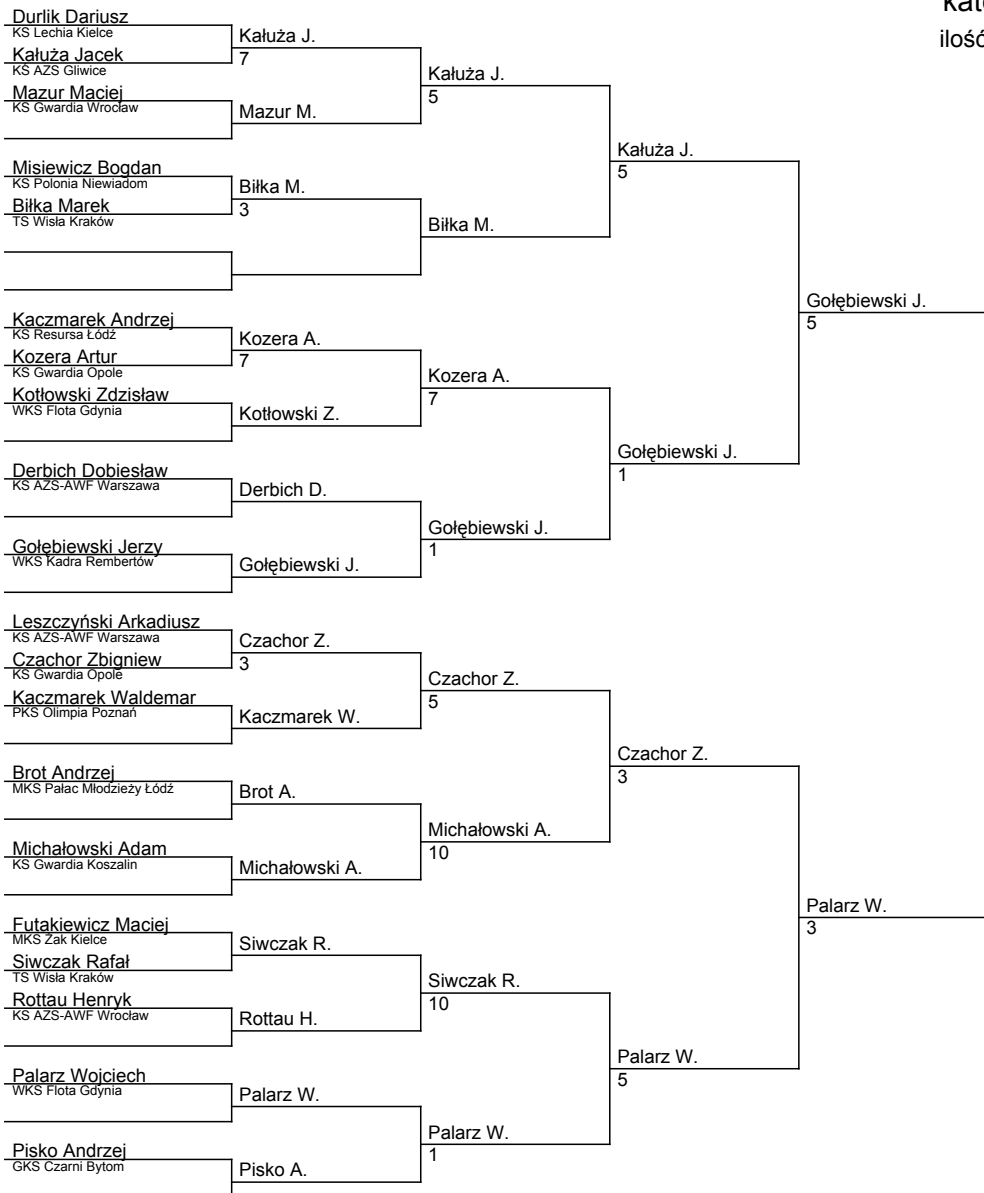 kate
ilość
Durlik Dariusz
KS Lechia Kielce
Kałuża J.
7
Kałuża Jacek
KS AZS Gliwice
Kałuża J.
5
Mazur Maciej
KS Gwardia Wrocław
Mazur M.
Kałuża J.
5
Misiewicz Bogdan
KS Polonia Niewiadom
Biłka M.
3
Biłka Marek
TS Wisła Kraków
Biłka M.
Gołębiewski J.
5
Kaczmarek Andrzej
KS Resursa Łódź
Kozera A.
7
Kozera Artur
KS Gwardia Opole
Kozera A.
7
Kotłowski Zdzisław
WKS Flota Gdynia
Kotłowski Z.
Gołębiewski J.
1
Derbich Dobiesław
KS AZS-AWF Warszawa
Derbich D.
Gołębiewski J.
1
Gołębiewski Jerzy
WKS Kadra Rembertów
Gołębiewski J.
Leszczyński Arkadiusz
KS AZS-AWF Warszawa
Czachor Z.
3
Czachor Zbigniew
KS Gwardia Opole
Czachor Z.
5
Kaczmarek Waldemar
PKS Olimpia Poznań
Kaczmarek W.
Czachor Z.
3
Brot Andrzej
MKS Pałac Młodzieży Łódź
Brot A.
Michałowski A.
10
Michałowski Adam
KS Gwardia Koszalin
Michałowski A.
Palarz W.
3
Futakiewicz Maciej
MKS Żak Kielce
Siwczak R.
Siwczak Rafał
TS Wisła Kraków
Siwczak R.
10
Rottau Henryk
KS AZS-AWF Wrocław
Rottau H.
Palarz W.
5
Palarz Wojciech
WKS Flota Gdynia
Palarz W.
Palarz W.
1
Pisko Andrzej
GKS Czarni Bytom
Pisko A.